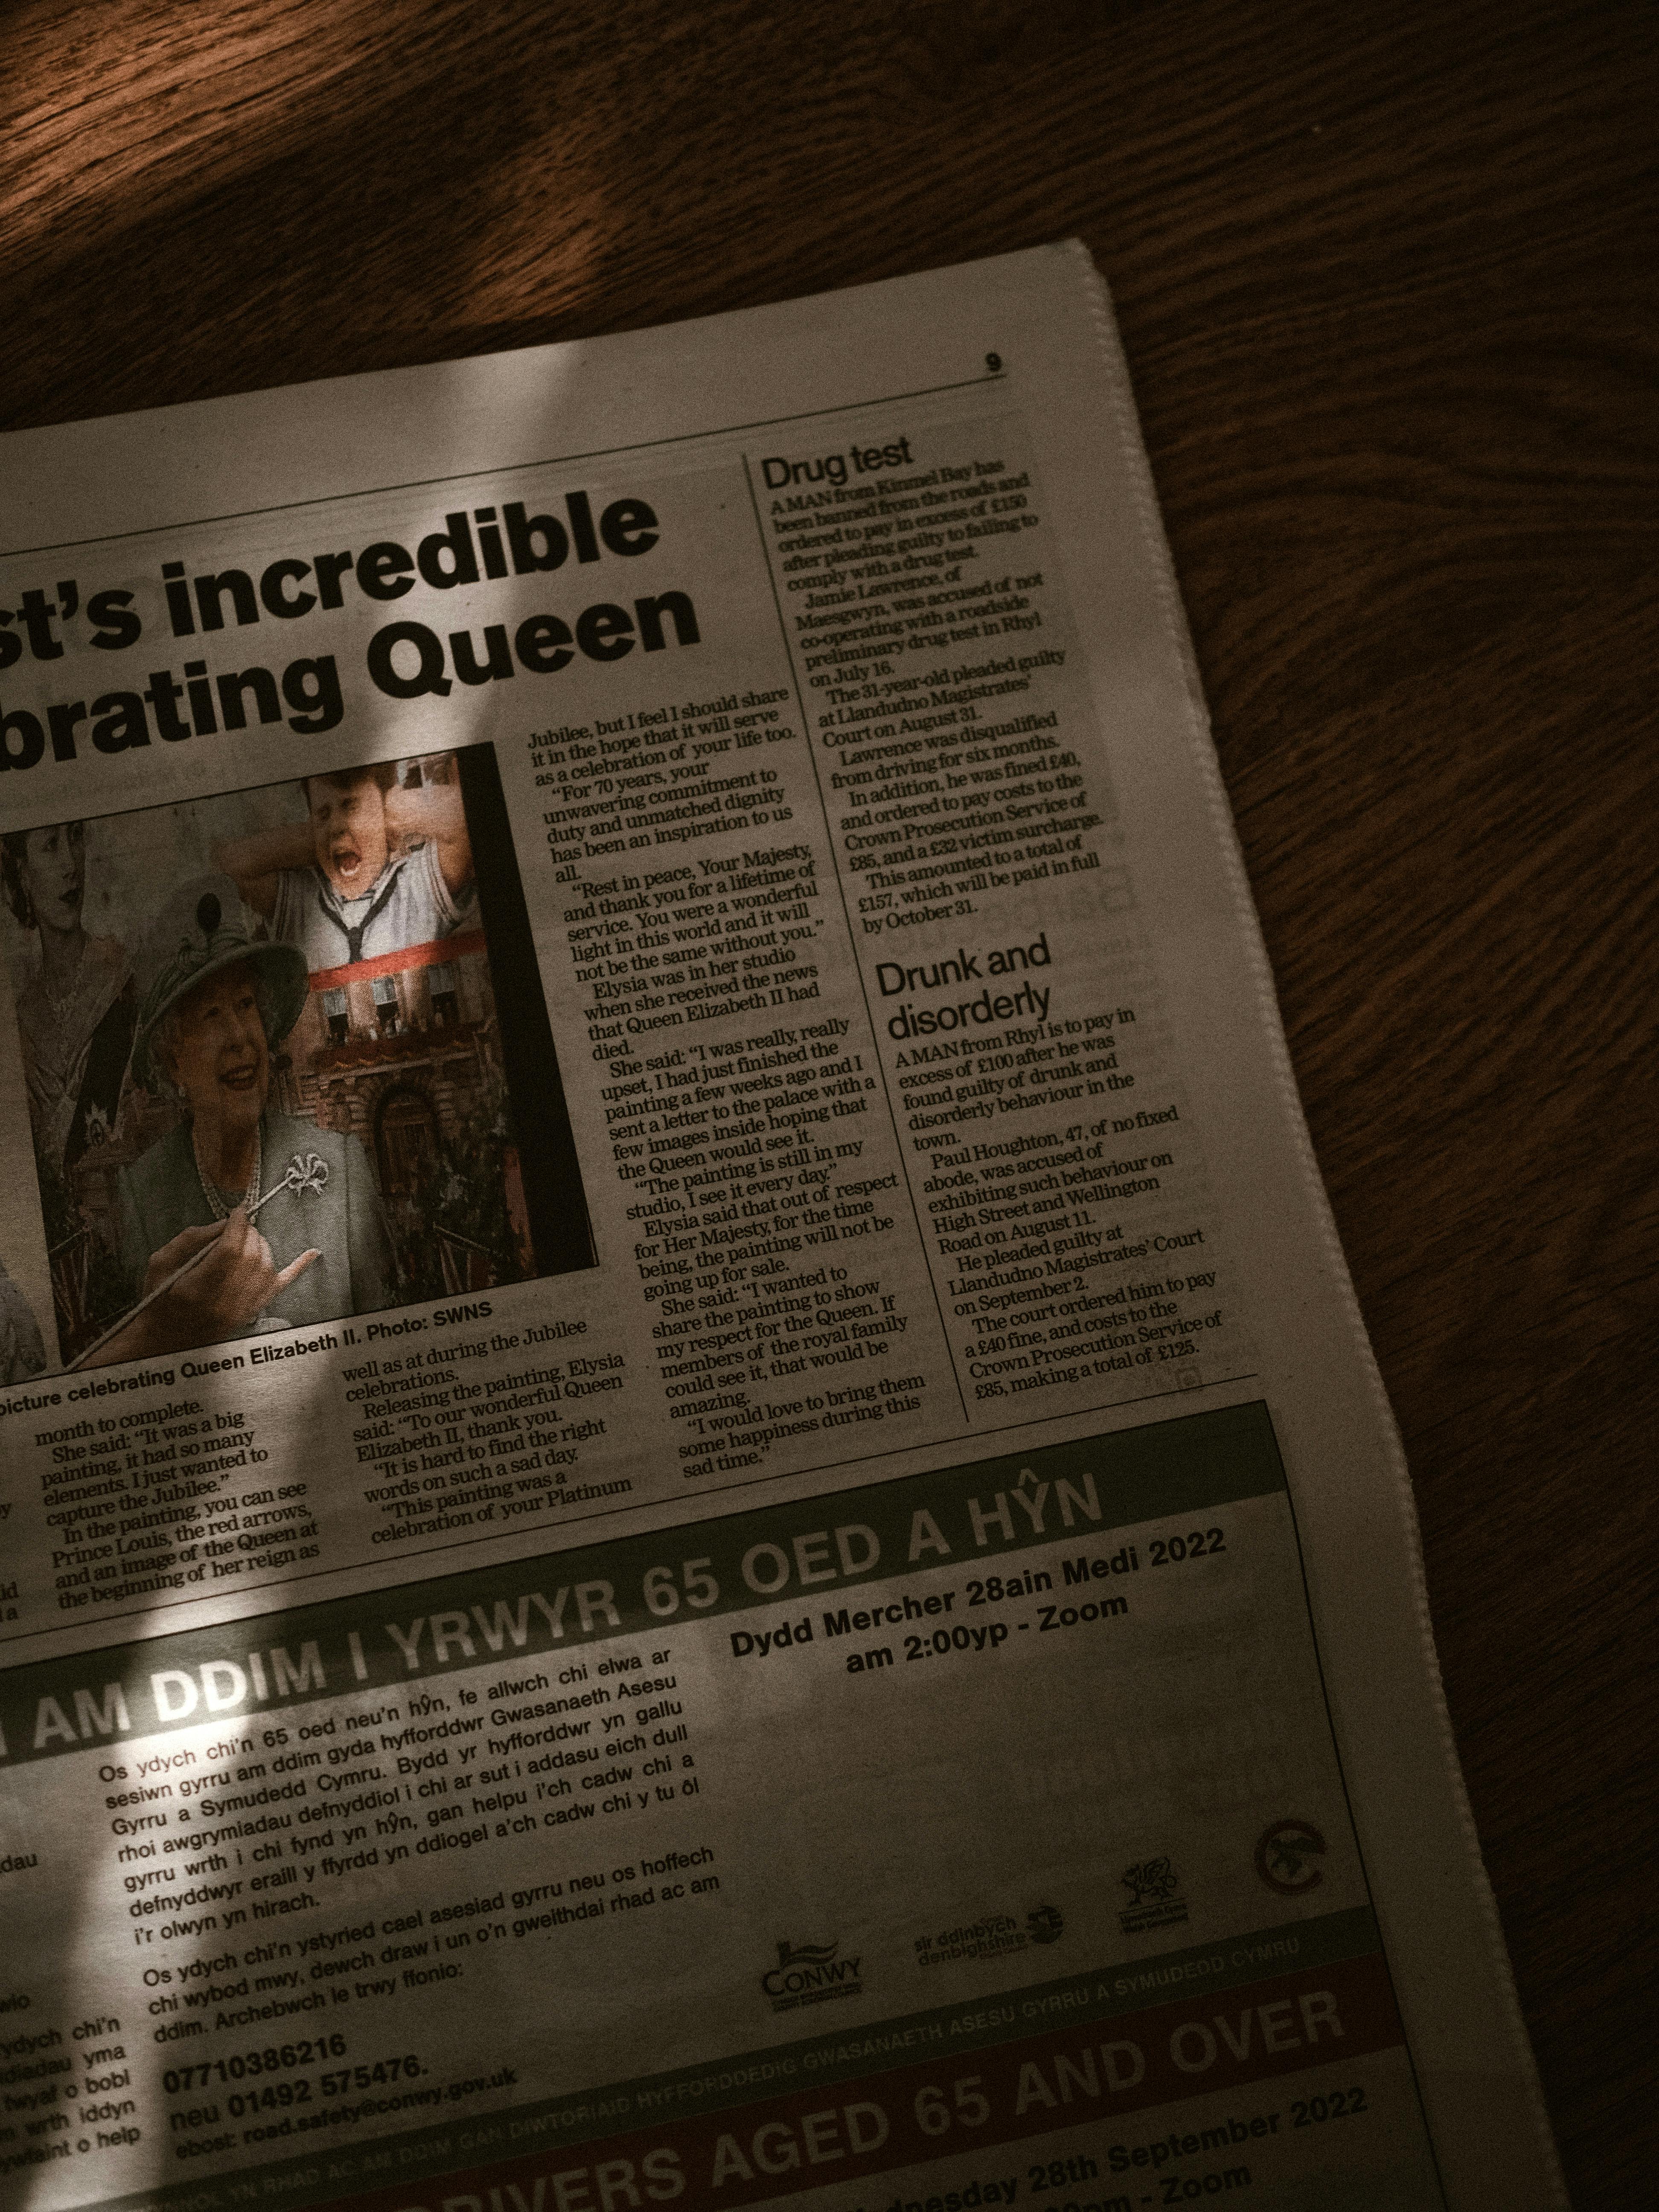 9
st's incredible
brating Queen
picture celebrating Queen Elizabeth II. Photo: SWNS
month to complete.
She said: “It was a big
painting, it had so many
elements. I just wanted to
capture the Jubilee.”
In the painting, you can see
Prince Louis, the red arrows,
and an image of the Queen at
the beginning of her reign as
well as at during the Jubilee
celebrations.
Releasing the painting, Elysia
said: “To our wonderful Queen
Elizabeth II, thank you.
“It is hard to find the right
words on such a sad day.
“This painting was a
celebration of your Platinum
Jubilee, but I feel I should share
it in the hope that it will serve
as a celebration of your life too.
“For 70 years, your
unwavering commitment to
duty and unmatched dignity
has been an inspiration to us
all.
“Rest in peace, Your Majesty,
and thank you for a lifetime of
service. You were a wonderful
light in this world and it will
not be the same without you.”
Elysia was in her studio
when she received the news
that Queen Elizabeth II had
died.
She said: “I was really, really
upset, I had just finished the
painting a few weeks ago and I
sent a letter to the palace with a
few images inside hoping that
the Queen would see it.
“The painting is still in my
studio, I see it every day.”
Elysia said that out of respect
for Her Majesty, for the time
being, the painting will not be
going up for sale.
She said: “I wanted to
share the painting to show
my respect for the Queen. If
members of the royal family
could see it, that would be
amazing.
“I would love to bring them
some happiness during this
sad time.”
Drug test
A MAN from Kinmel Bay has
been banned from the roads and
ordered to pay in excess of £150
after pleading guilty to failing to
comply with a drug test.
Jamie Lawrence, of
Maesgwyn, was accused of not
co-operating with a roadside
preliminary drug test in Rhyl
on July 16.
The 31-year-old pleaded guilty
at Llandudno Magistrates'
Court on August 31.
Lawrence was disqualified
from driving for six months.
In addition, he was fined £40,
and ordered to pay costs to the
Crown Prosecution Service of
£85, and a £32 victim surcharge.
This amounted to a total of
£157, which will be paid in full
by October 31.
Drunk and
disorderly
A MAN from Rhyl is to pay in
excess of £100 after he was
found guilty of drunk and
disorderly behaviour in the
town.
Paul Houghton, 47, of no fixed
abode, was accused of
exhibiting such behaviour on
High Street and Wellington
Road on August 11.
He pleaded guilty at
Llandudno Magistrates' Court
on September 2.
The court ordered him to pay
a £40 fine, and costs to the
Crown Prosecution Service of
£85, making a total of £125.
AM DDIM I YRWYR 65 OED A HŶN
Os ydych chi'n 65 oed neu'n hŷn, fe allwch chi elwa ar
sesiwn gyrru am ddim gyda hyfforddwr Gwasanaeth Asesu
Gyrru a Symudedd Cymru. Bydd yr hyfforddwr yn gallu
rhoi awgrymiadau defnyddiol i chi ar sut i addasu eich dull
gyrru wrth i chi fynd yn hŷn, gan helpu i'ch cadw chi a
defnyddwyr eraill y ffyrdd yn ddiogel a'ch cadw chi y tu ôl
i'r olwyn yn hirach.
Os ydych chi'n ystyried cael asesiad gyrru neu os hoffech
chi wybod mwy, dewch draw i un o'n gweithdai rhad ac am
ddim. Archebwch le trwy ffonio:
07710386216
neu 01492 575476.
ebost: road.safety@conwy.gov.uk
Dydd Mercher 28ain Medi 2022
am 2:00yp - Zoom
ydych chi'n
yma
fwyaf o bobl
wrth iddyn
o help
CONWY
sir ddinbych
denbighshire
YN RHAD AC AM DDIM GAN DIWTORIAID HYFFORDDEDIG GWASANAETH ASESU GYRRU A SYMUDEDD CYMRU
DRIVERS AGED 65 AND OVER
28th September 2022
- Zoom